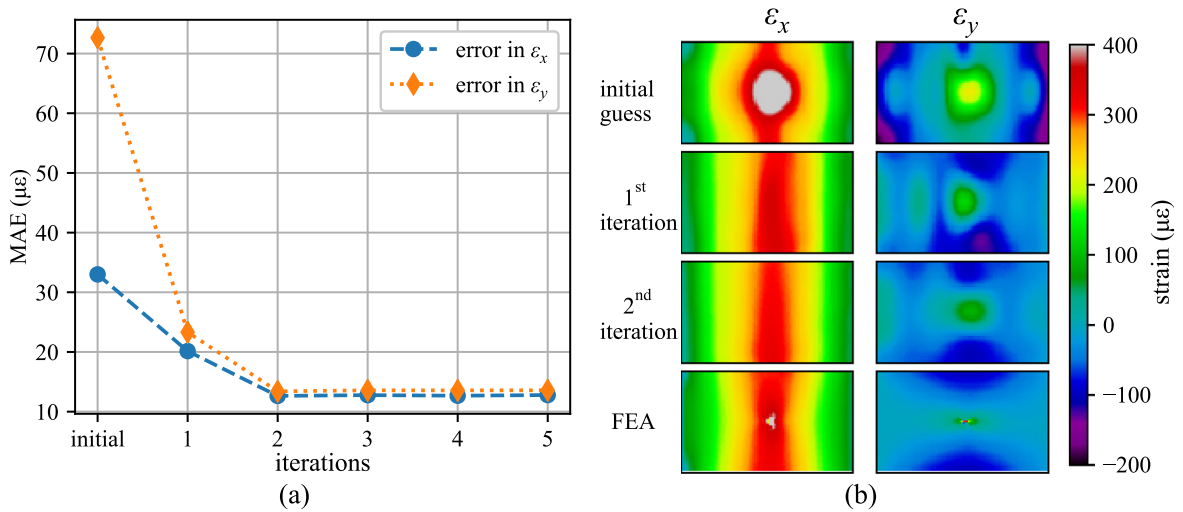 MAE (με)
70
60
50
40
30
20
10
initial
1
2
3
4
5
iterations
error in εx
error in εy
(a)
εx
εy
initial
guess
1st
iteration
2nd
iteration
FEA
400
300
200
100
0
−100
−200
strain (με)
(b)